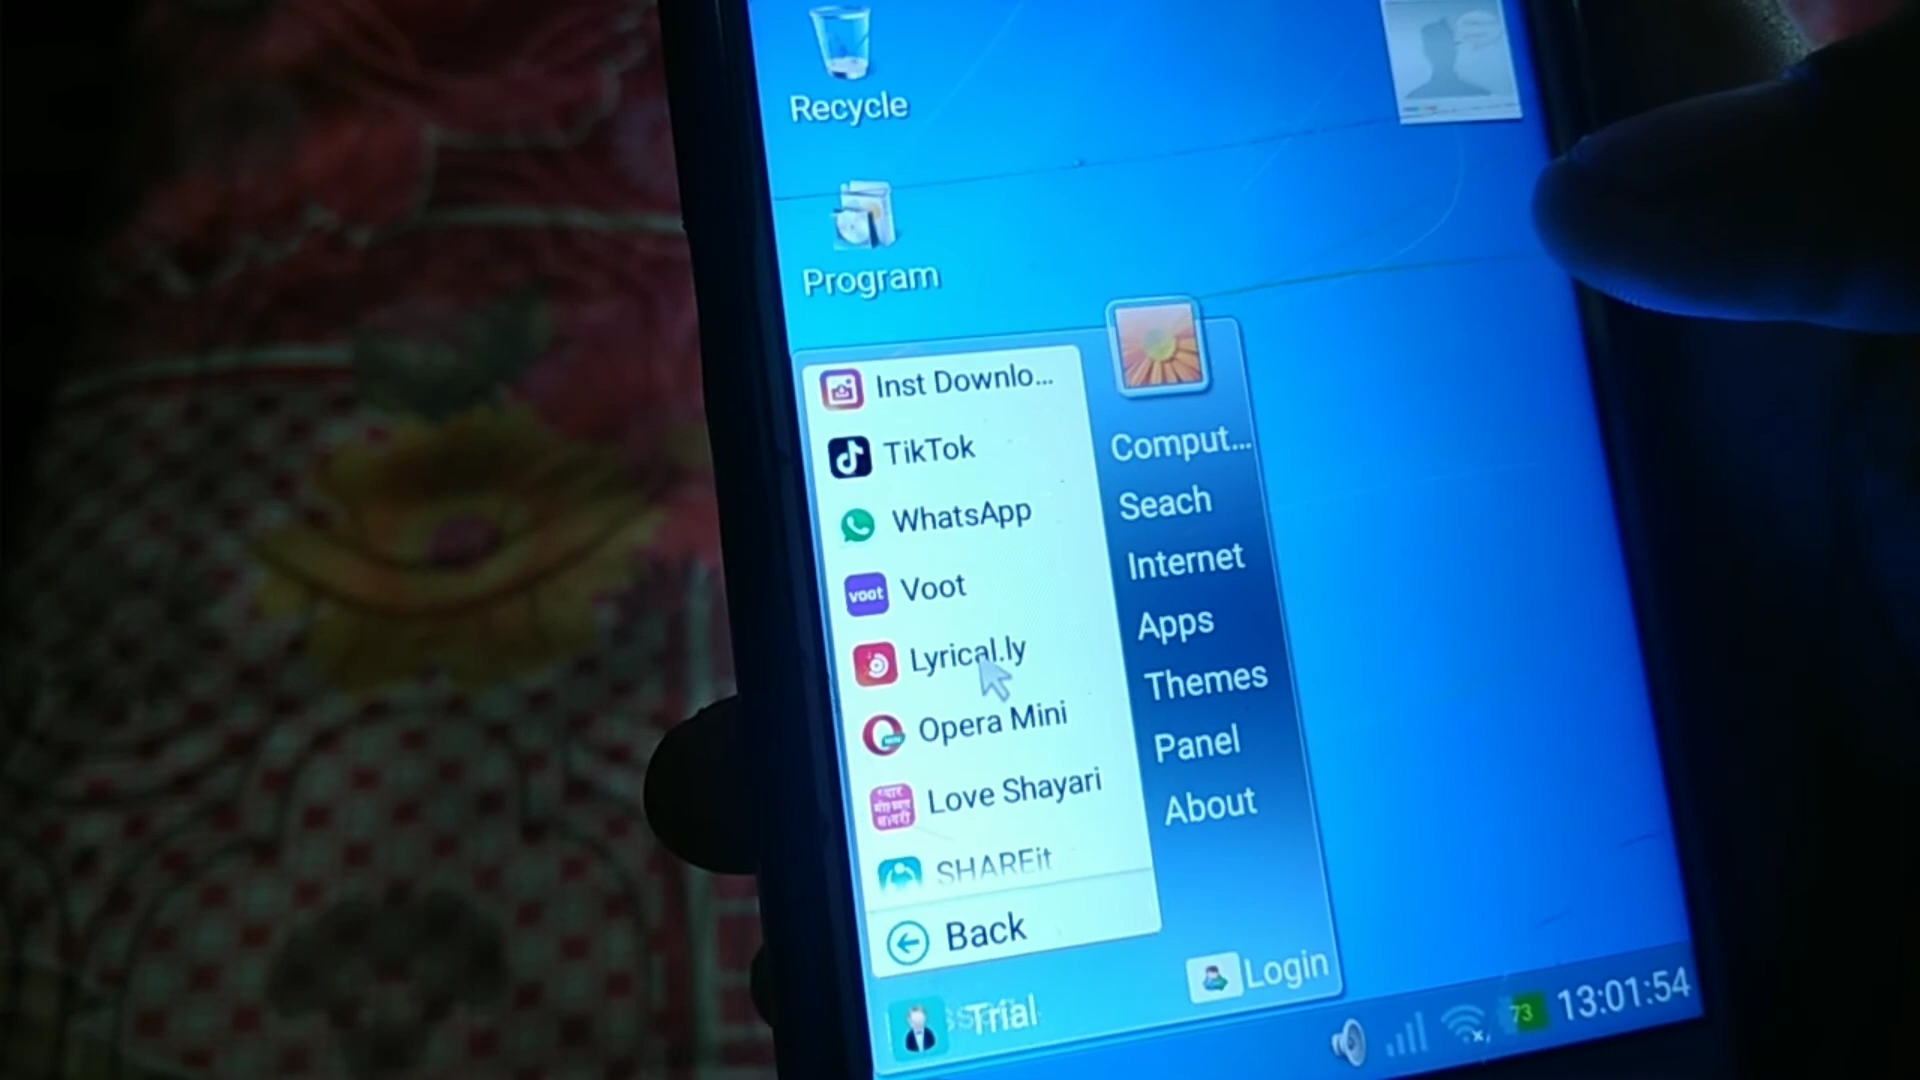 Recycle
Program
Inst Downlo...
TikTok
WhatsApp
voot
Voot
Lyrical.ly
Opera Mini
Love Shayari
SHAREit
Back
Comput...
Seach
Internet
Apps
Themes
Panel
About
Trial
Login
73
13:01:54